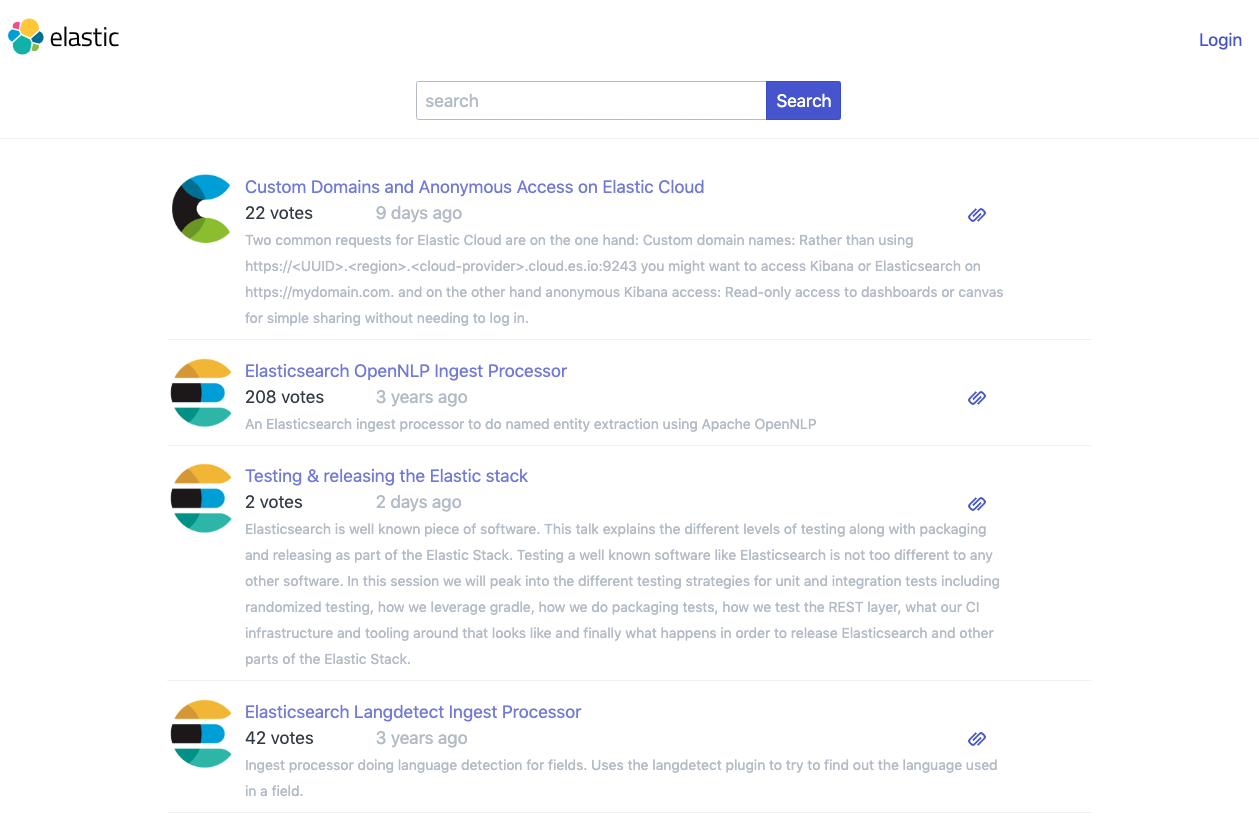 elastic
Login
search
Search
Custom Domains and Anonymous Access on Elastic Cloud
22 votes 9 days ago
Two common requests for Elastic Cloud are on the one hand: Custom domain names: Rather than using
https://<UUID>.<region>.<cloud-provider>.cloud.es.io:9243 you might want to access Kibana or Elasticsearch on
https://mydomain.com. and on the other hand anonymous Kibana access: Read-only access to dashboards or canvas
for simple sharing without needing to log in.
Elasticsearch OpenNLP Ingest Processor
208 votes 3 years ago
An Elasticsearch ingest processor to do named entity extraction using Apache OpenNLP
Testing & releasing the Elastic stack
2 votes 2 days ago
Elasticsearch is well known piece of software. This talk explains the different levels of testing along with packaging
and releasing as part of the Elastic Stack. Testing a well known software like Elasticsearch is not too different to any
other software. In this session we will peak into the different testing strategies for unit and integration tests including
randomized testing, how we leverage gradle, how we do packaging tests, how we test the REST layer, what our CI
infrastructure and tooling around that looks like and finally what happens in order to release Elasticsearch and other
parts of the Elastic Stack.
Elasticsearch Langdetect Ingest Processor
42 votes 3 years ago
Ingest processor doing language detection for fields. Uses the langdetect plugin to try to find out the language used
in a field.